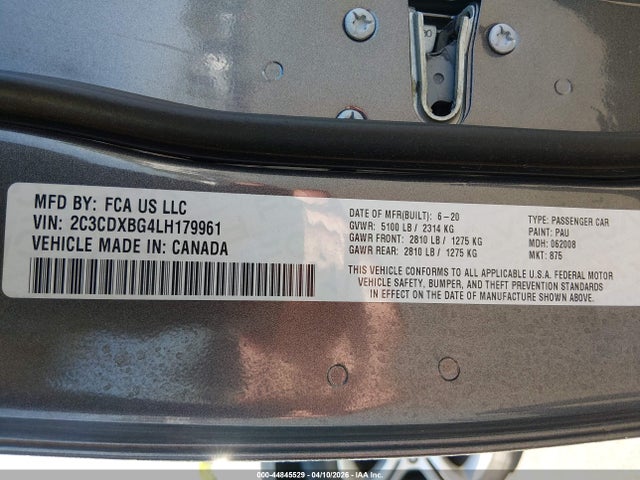 MFD BY: FCA US LLC
VIN: 2C3CDXBG4LH179961
VEHICLE MADE IN: CANADA
DATE OF MFR(BUILT): 6-20
GVWR: 5100 LB / 2314 KG
GAWR FRONT: 2810 LB / 1275 KG
GAWR REAR: 2810 LB / 1275 KG
TYPE: PASSENGER CAR
PAINT: PAU
MDH: 062008
MKT: 875
THIS VEHICLE CONFORMS TO ALL APPLICABLE U.S.A. FEDERAL MOTOR
VEHICLE SAFETY, BUMPER, AND THEFT PREVENTION STANDARDS
IN EFFECT ON THE DATE OF MANUFACTURE SHOWN ABOVE.
000-44845529 - 04/10/2026 - IAA Inc.